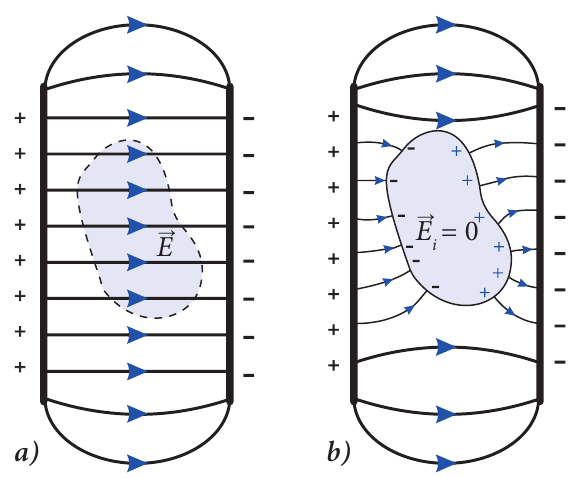 + + + + + + + +
− − − − − − − −
E⃗
a)
+ + + + + + + +
- - - - - - -
+ + + + + +
E⃗ᵢ = 0
− − − − − − − −
b)